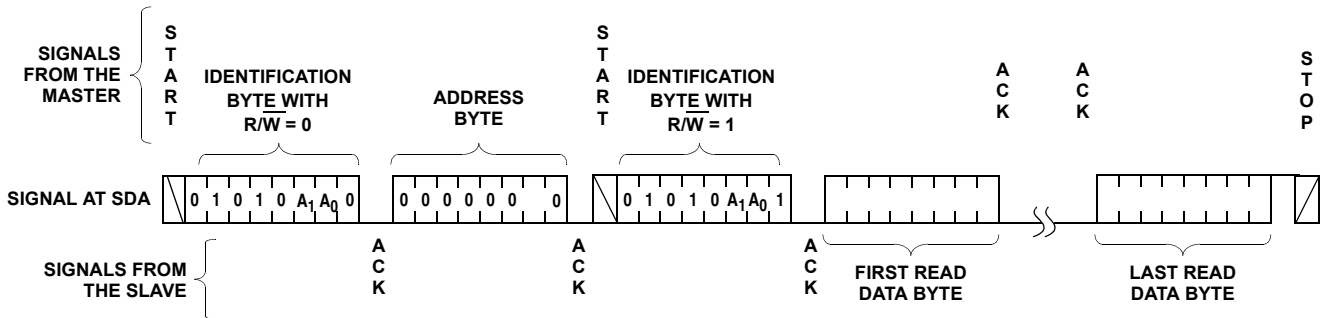 SIGNALS
FROM THE
MASTER
S
T
A
R
T
IDENTIFICATION
BYTE WITH
R/W̅ = 0
ADDRESS
BYTE
S
T
A
R
T
IDENTIFICATION
BYTE WITH
R/W̅ = 1
A
C
K
A
C
K
S
T
O
P
SIGNAL AT SDA
0 1 0 1 0 A₁ A₀ 0
0 0 0 0 0 0 0
0 1 0 1 0 A₁ A₀ 1
SIGNALS FROM
THE SLAVE
A
C
K
A
C
K
A
C
K
FIRST READ
DATA BYTE
LAST READ
DATA BYTE